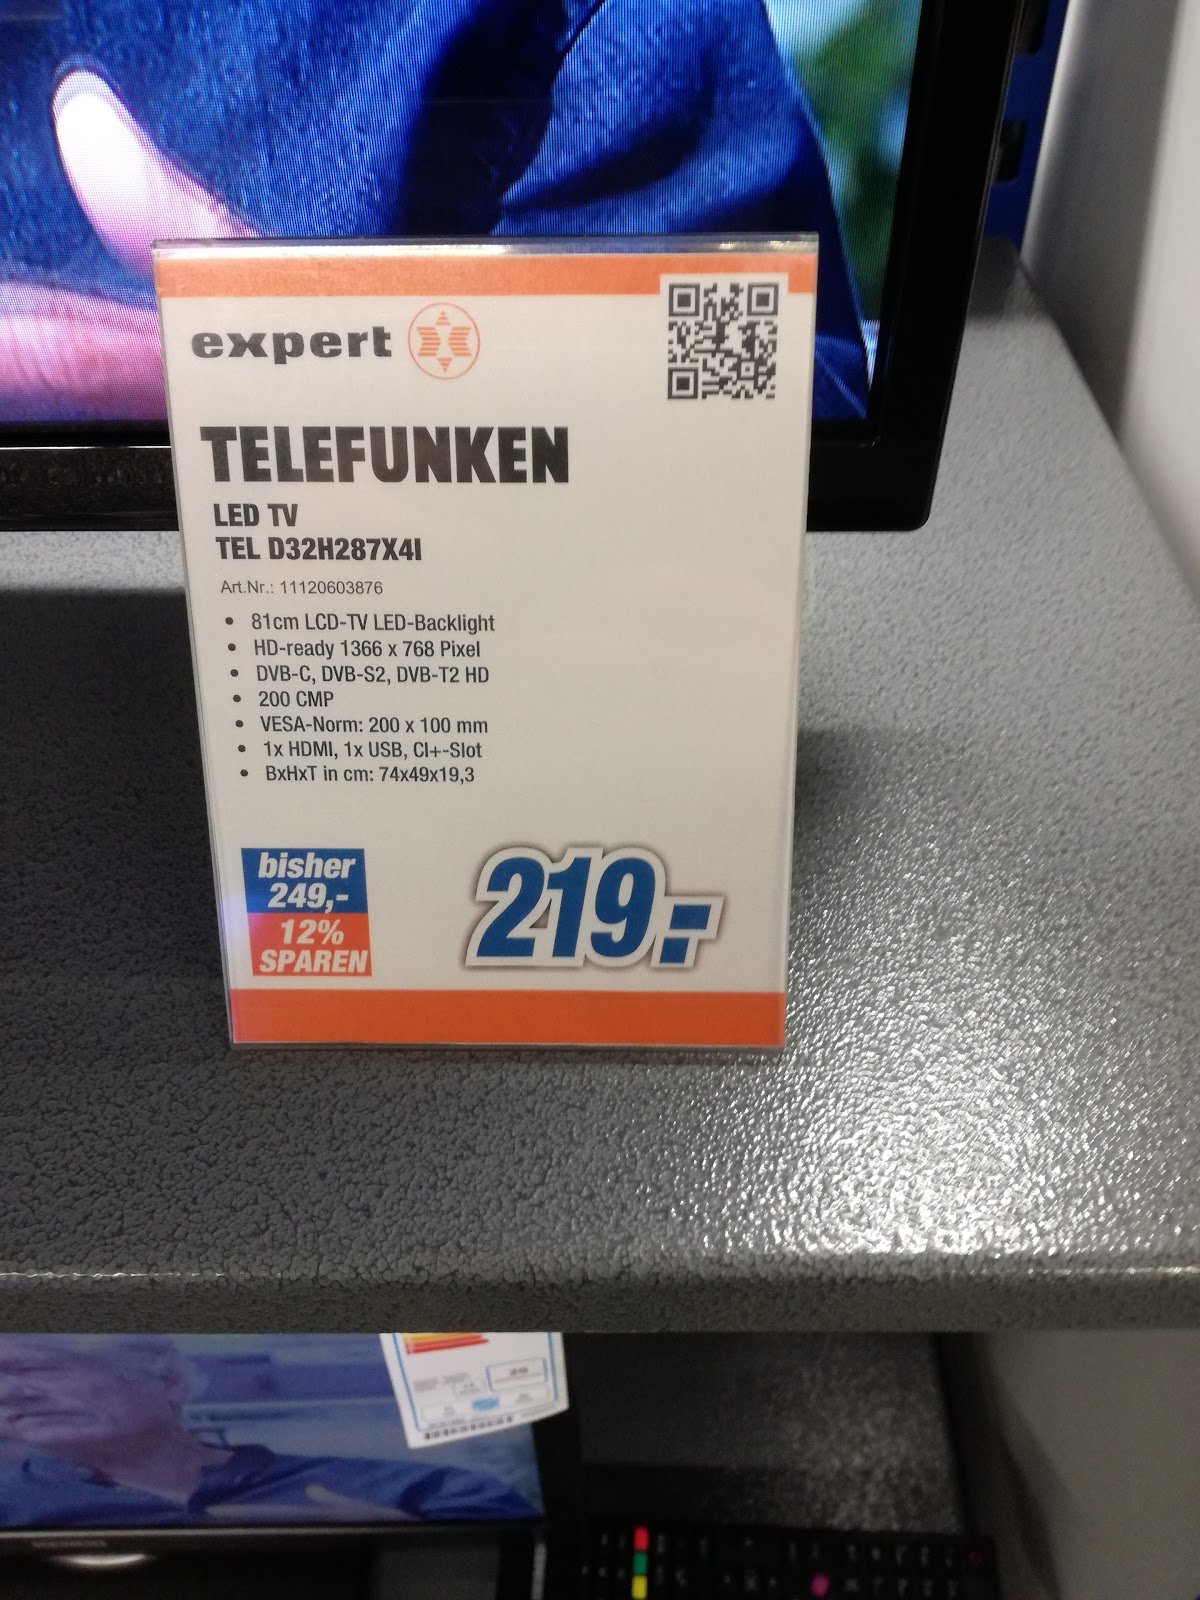 expert
TELEFUNKEN
LED TV
TEL D32H287X4I
Art.Nr.: 11120603876
• 81cm LCD-TV LED-Backlight
• HD-ready 1366 x 768 Pixel
• DVB-C, DVB-S2, DVB-T2 HD
• 200 CMP
• VESA-Norm: 200 x 100 mm
• 1x HDMI, 1x USB, CI+-Slot
• BxHxT in cm: 74x49x19,3
bisher
249,-
12%
SPAREN
219.-